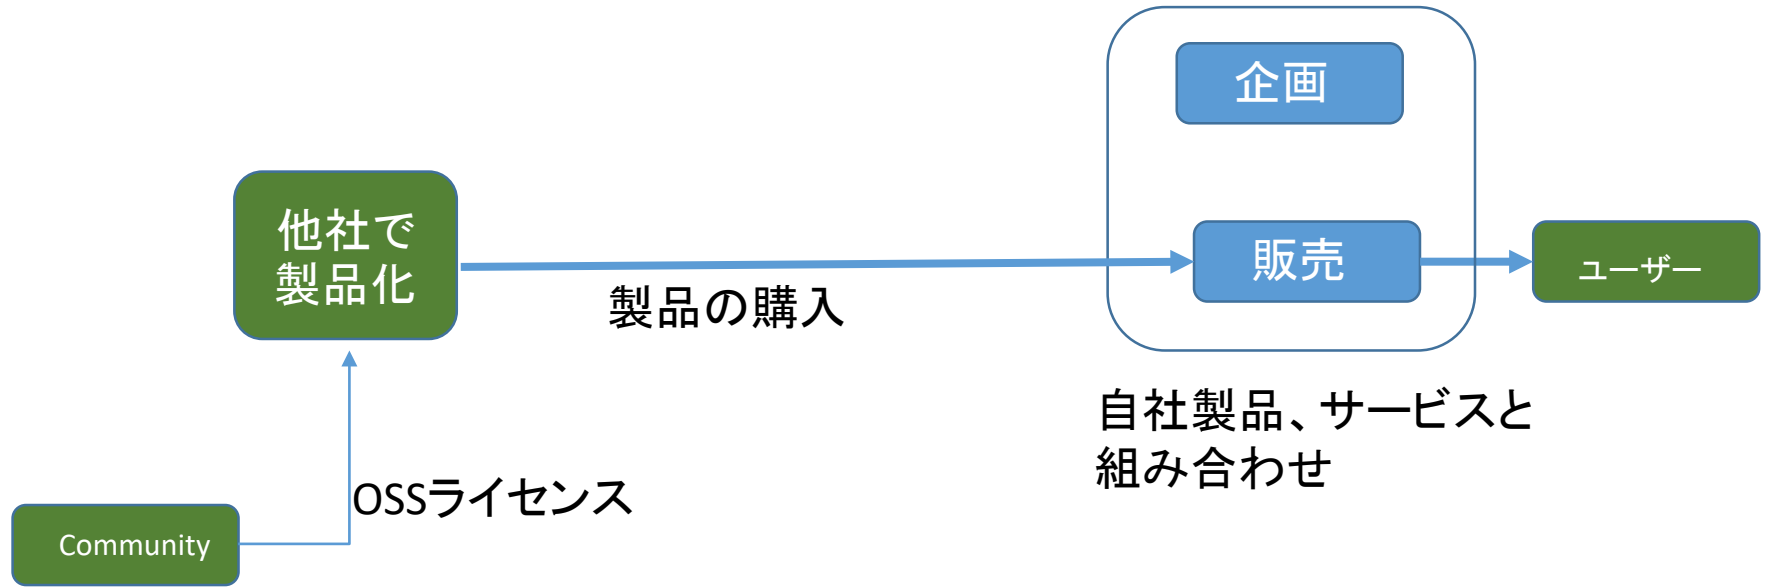 企画
他社で
製品化
販売
ユーザー
製品の購入
自社製品、サービスと
組み合わせ
OSSライセンス
Community